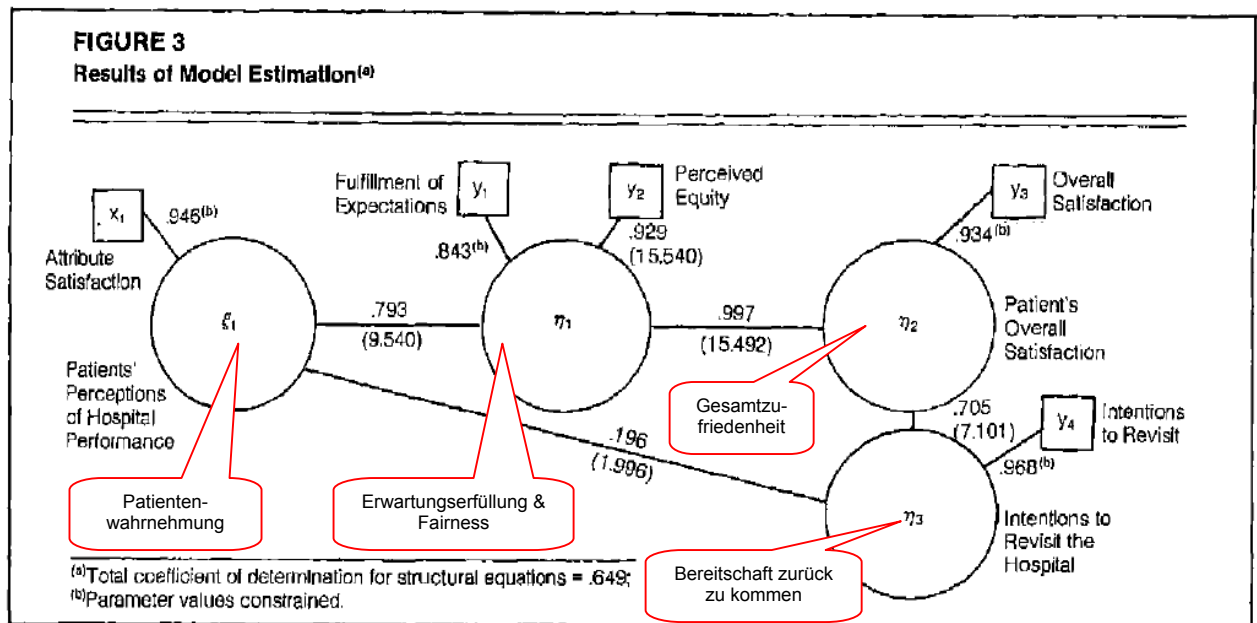 FIGURE 3
Results of Model Estimation(a)
Fulfillment of
Expectations
y1
y2
Perceived
Equity
y3
Overall
Satisfaction
x1
.946(b)
.843(b)
.929
(15.540)
.934(b)
Attribute
Satisfaction
ξ1
.793
(9.540)
η1
.997
(15.492)
η2
Patient's
Overall
Satisfaction
Patients'
Perceptions
of Hospital
Performance
Gesamtzu-
friedenheit
.705
(7.101)
y4
Intentions
to Revisit
.196
(1.996)
.968(b)
Patienten-
wahrnehmung
Erwartungserfüllung &
Fairness
η3
Intentions to
Revisit the
Hospital
Bereitschaft zurück
zu kommen
(a)Total coefficient of determination for structural equations = .649;
(b)Parameter values constrained.